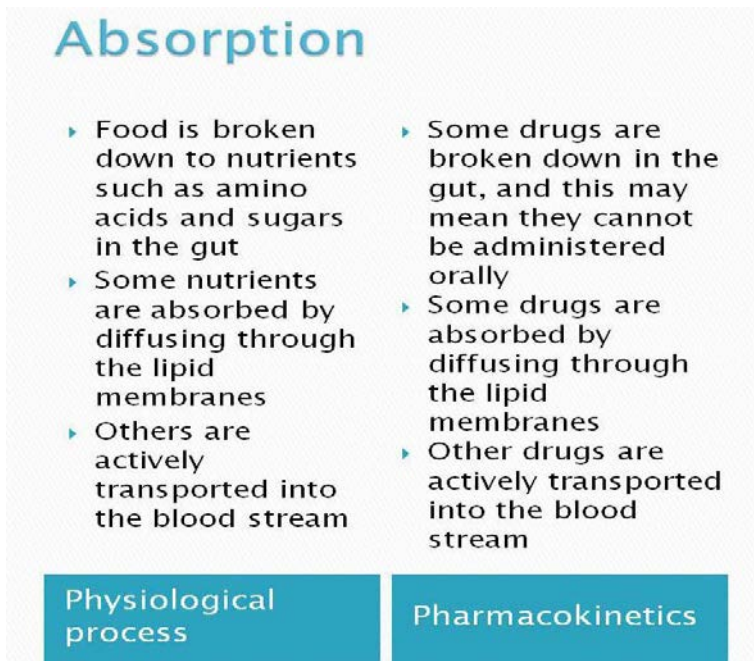 Absorption
Food is broken
down to nutrients
such as amino
acids and sugars
in the gut
Some nutrients
are absorbed by
diffusing through
the lipid
membranes
Others are
actively
transported into
the blood stream
Physiological
process
Some drugs are
broken down in the
gut, and this may
mean they cannot
be administered
orally
Some drugs are
absorbed by
diffusing through
the lipid
membranes
Other drugs are
actively transported
into the blood
stream
Pharmacokinetics